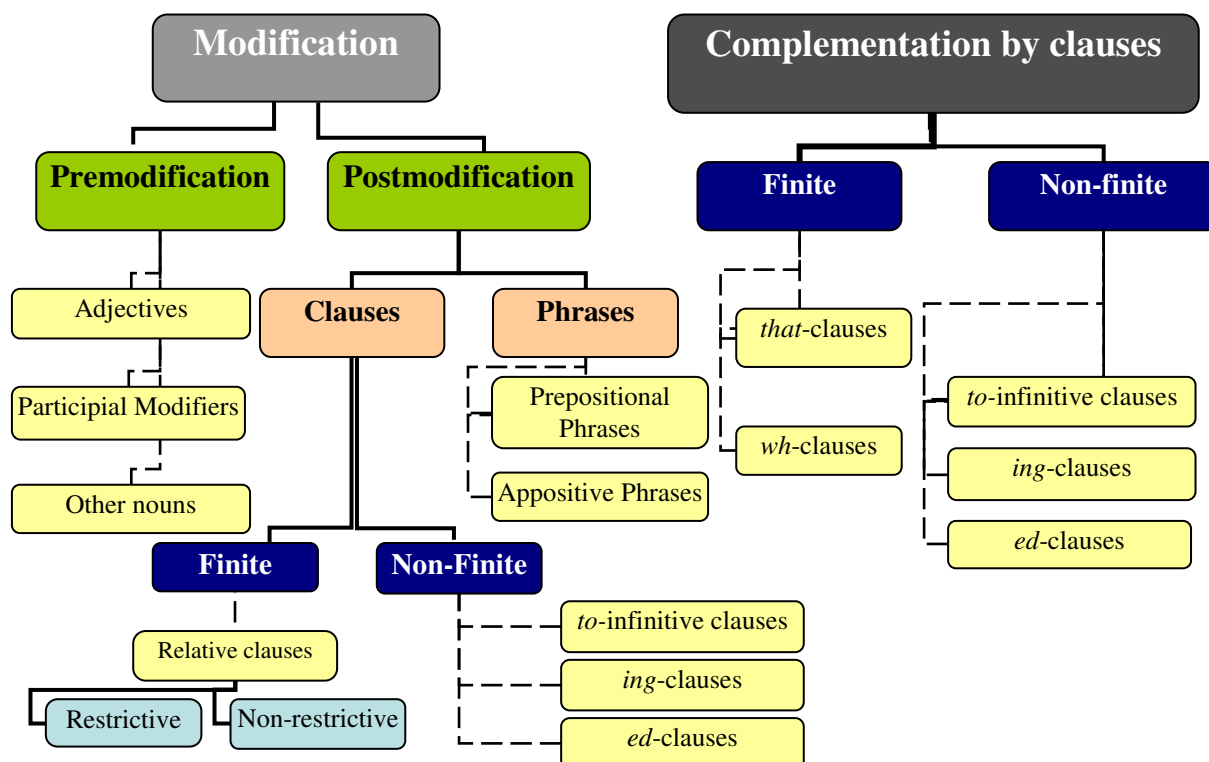 Modification
Complementation by clauses
Premodification
Postmodification
Finite
Non-finite
Adjectives
Clauses
Phrases
that-clauses
Participial Modifiers
Prepositional
Phrases
to-infinitive clauses
wh-clauses
ing-clauses
Other nouns
Appositive Phrases
ed-clauses
Finite
Non-Finite
to-infinitive clauses
Relative clauses
ing-clauses
Restrictive
Non-restrictive
ed-clauses